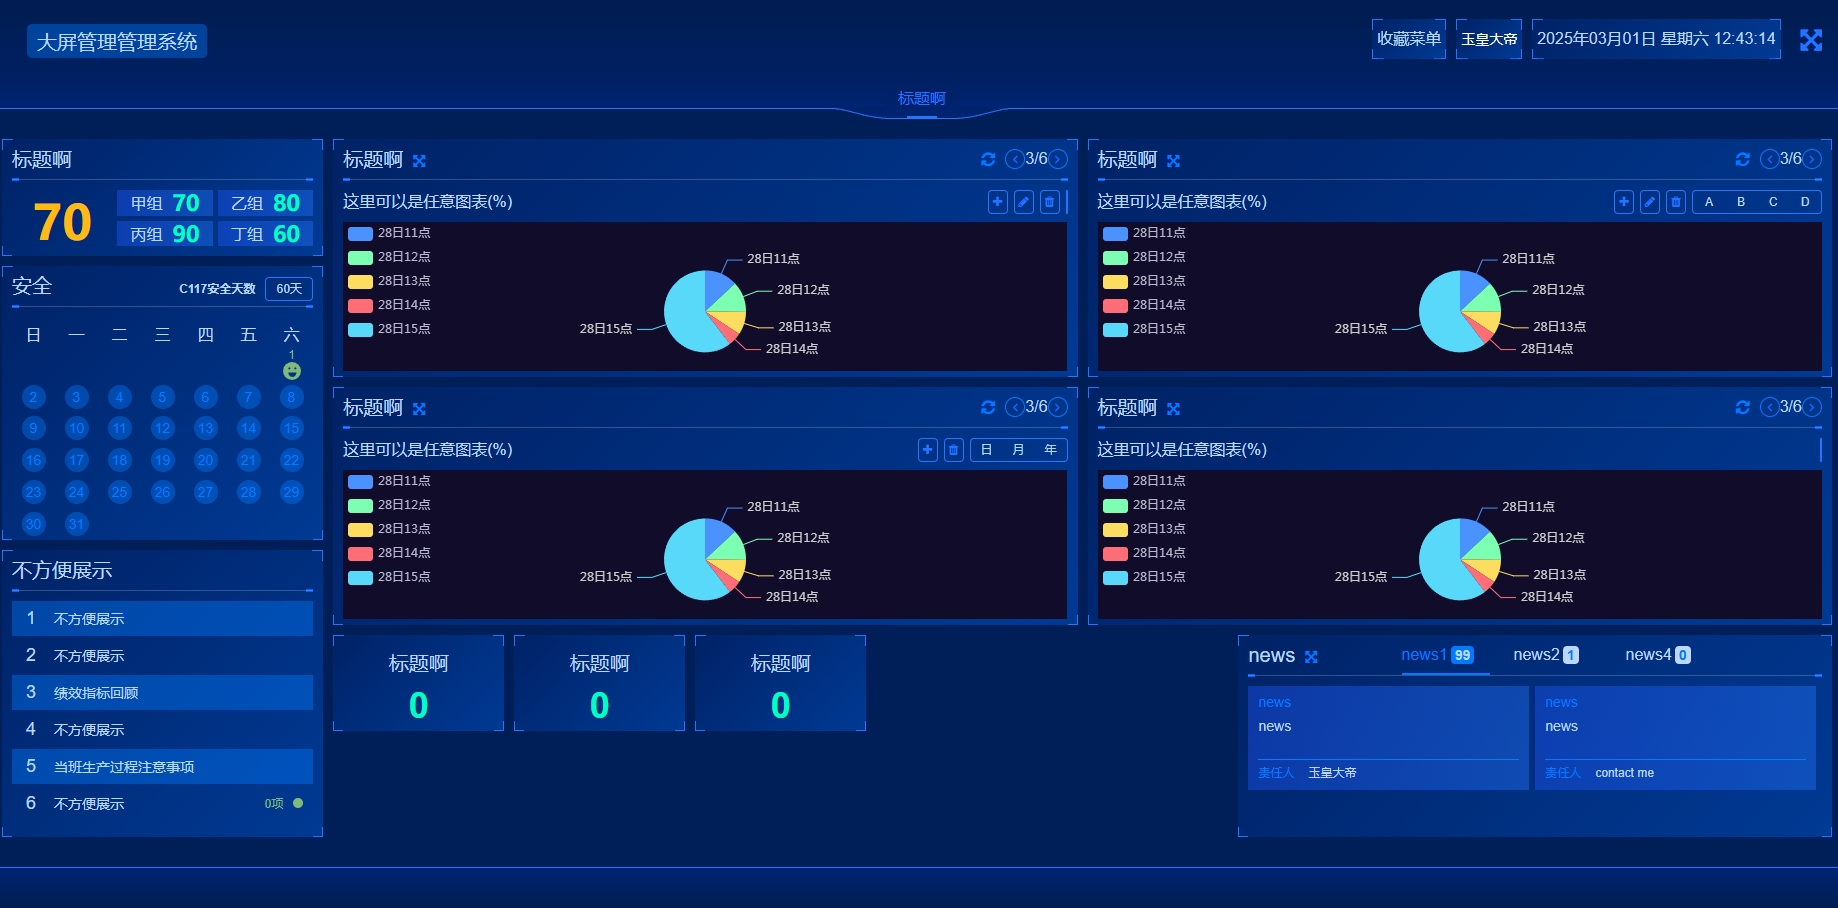 大屏管理管理系统
收藏菜单 玉皇大帝 2025年03月01日 星期六 12:43:14
标题啊
标题啊
70
甲组 70 乙组 80
丙组 90 丁组 60
安全 C117安全天数 60天
日 一 二 三 四 五 六
1
2 3 4 5 6 7 8
9 10 11 12 13 14 15
16 17 18 19 20 21 22
23 24 25 26 27 28 29
30 31
不方便展示
1 不方便展示
2 不方便展示
3 绩效指标回顾
4 不方便展示
5 当班生产过程注意事项
6 不方便展示 0项
标题啊 3/6
这里可以是任意图表(%)
28日11点
28日12点
28日13点
28日14点
28日15点
28日11点
28日12点
28日13点
28日14点
28日15点
标题啊 3/6
这里可以是任意图表(%) A B C D
28日11点
28日12点
28日13点
28日14点
28日15点
28日11点
28日12点
28日13点
28日14点
28日15点
标题啊 3/6
这里可以是任意图表(%) 日 月 年
28日11点
28日12点
28日13点
28日14点
28日15点
28日11点
28日12点
28日13点
28日14点
28日15点
标题啊 3/6
这里可以是任意图表(%)
28日11点
28日12点
28日13点
28日14点
28日15点
28日11点
28日12点
28日13点
28日14点
28日15点
标题啊
0
标题啊
0
标题啊
0
news news1 99 news2 1 news4 0
news
news
责任人 玉皇大帝
news
news
责任人 contact me